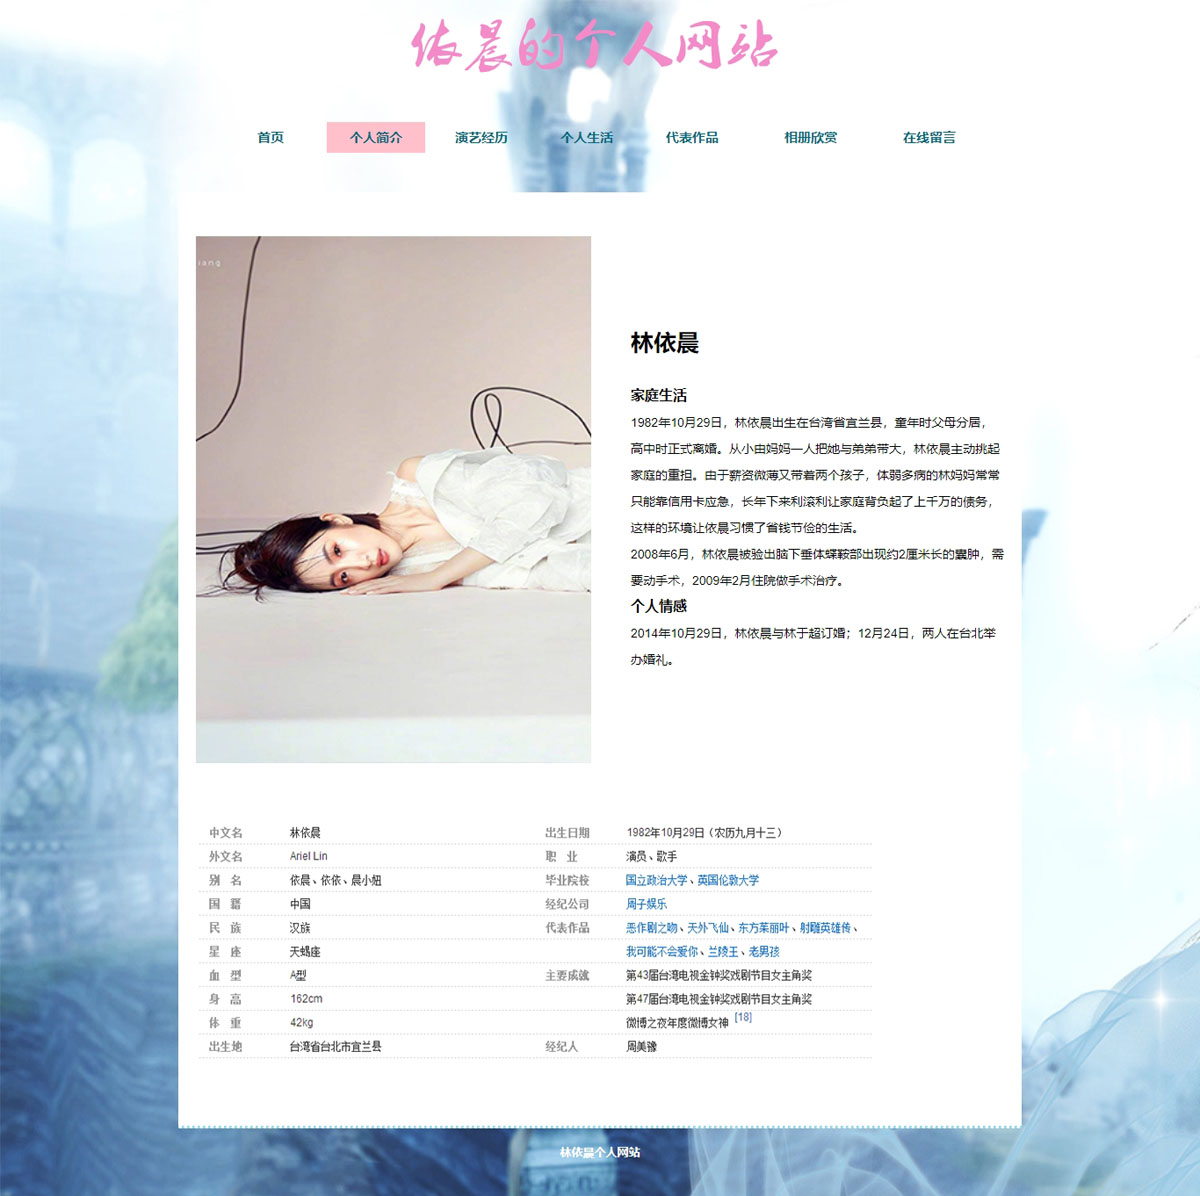 依晨的个人网站
首页 个人简介 演艺经历 个人生活 代表作品 相册欣赏 在线留言
iang
林依晨
家庭生活
1982年10月29日，林依晨出生在台湾省宜兰县，童年时父母分居，
高中时正式离婚。从小由妈妈一人把她与弟弟带大，林依晨主动挑起
家庭的重担。由于薪资微薄又带着两个孩子，体弱多病的林妈妈常常
只能靠信用卡应急，长年下来利滚利让家庭背负起了上千万的债务，
这样的环境让依晨习惯了省钱节俭的生活。
2008年6月，林依晨被验出脑下垂体蝶鞍部出现约2厘米长的囊肿，需
要动手术，2009年2月住院做手术治疗。
个人情感
2014年10月29日，林依晨与林于超订婚；12月24日，两人在台北举
办婚礼。
中文名 林依晨 出生日期 1982年10月29日（农历九月十三）
外文名 Ariel Lin 职 业 演员、歌手
别 名 依晨、依依、晨小妞 毕业院校 国立政治大学、英国伦敦大学
国 籍 中国 经纪公司 周子娱乐
民 族 汉族 代表作品 恶作剧之吻、天外飞仙、东方茱丽叶、射雕英雄传、
星 座 天蝎座 我可能不会爱你、兰陵王、老男孩
血 型 A型 主要成就 第43届台湾电视金钟奖戏剧节目女主角奖
身 高 162cm 第47届台湾电视金钟奖戏剧节目女主角奖
体 重 42kg 微博之夜年度微博女神 [18]
出生地 台湾省台北市宜兰县 经纪人 周美豫
林依晨个人网站